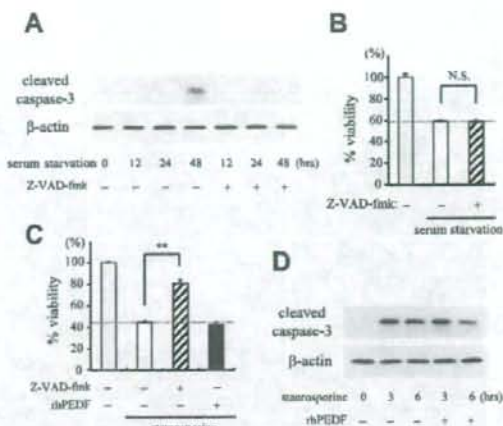 A
cleaved
caspase-3
β-actin
serum starvation 0 12 24 48 12 24 48 (hrs)
Z-VAD-fmk − − − − + + +
B
(%)
N.S.
100
80
60
40
20
0
% viability
Z-VAD-fmk: − − +
serum starvation
C
(%)
**
100
80
40
20
0
% viability
Z-VAD-fmk − − + −
rhPEDF − − − +
D
cleaved
caspase-3
β-actin
staurosporine 0 3 6 3 6 (hrs)
rhPEDF − − − + +